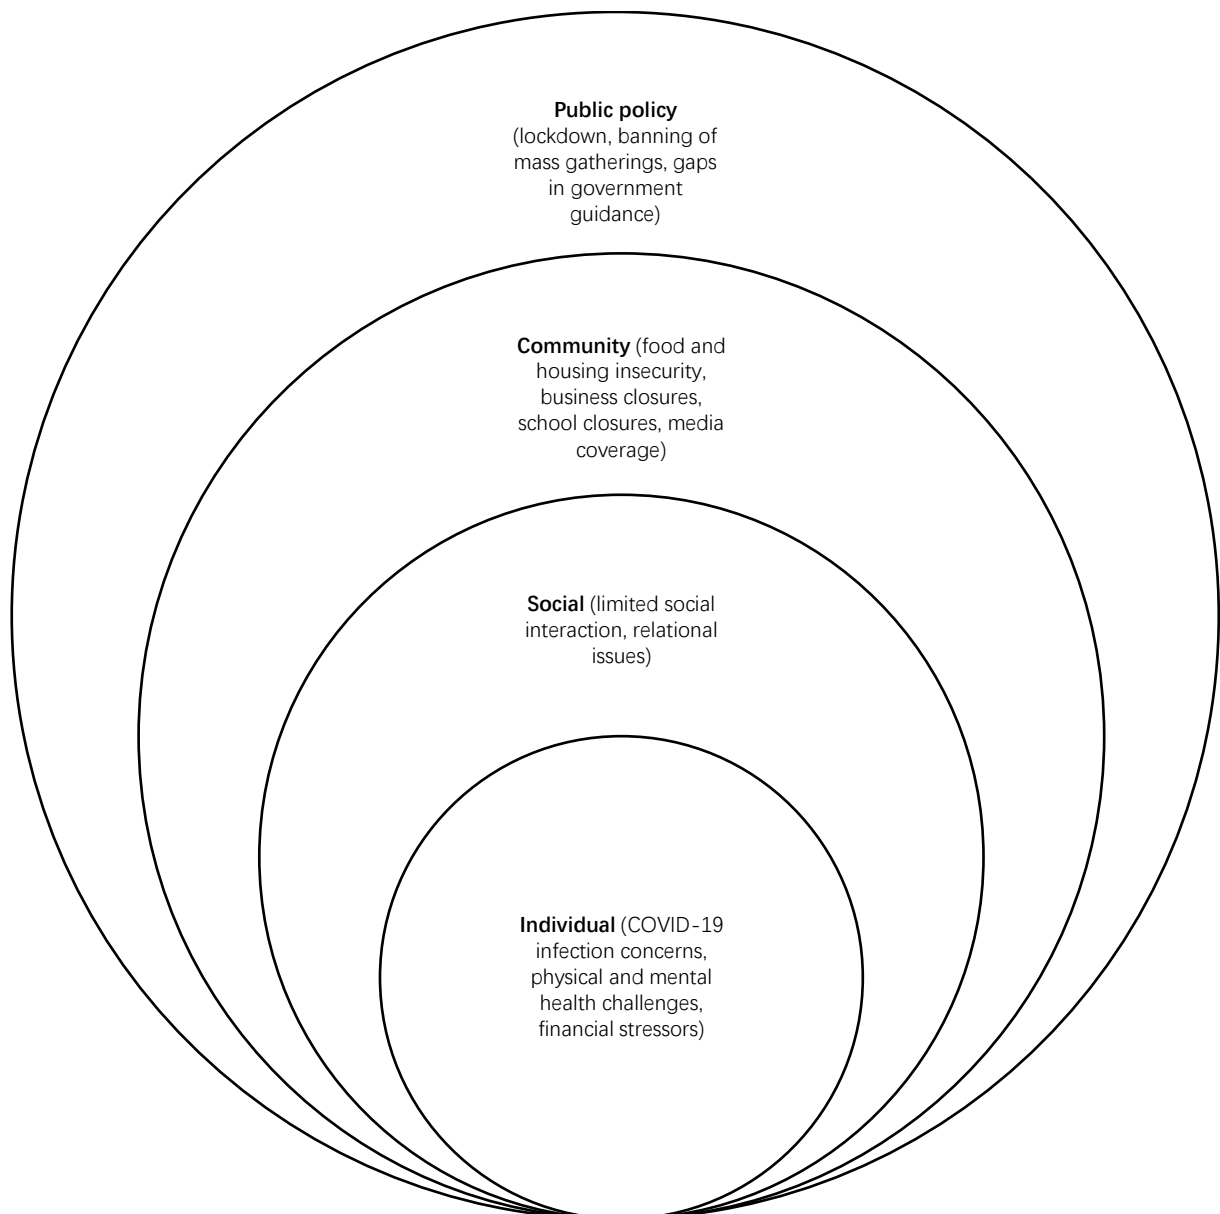 Public policy
(lockdown, banning of
mass gatherings, gaps
in government
guidance)
Community (food and
housing insecurity,
business closures,
school closures, media
coverage)
Social (limited social
interaction, relational
issues)
Individual (COVID-19
infection concerns,
physical and mental
health challenges,
financial stressors)